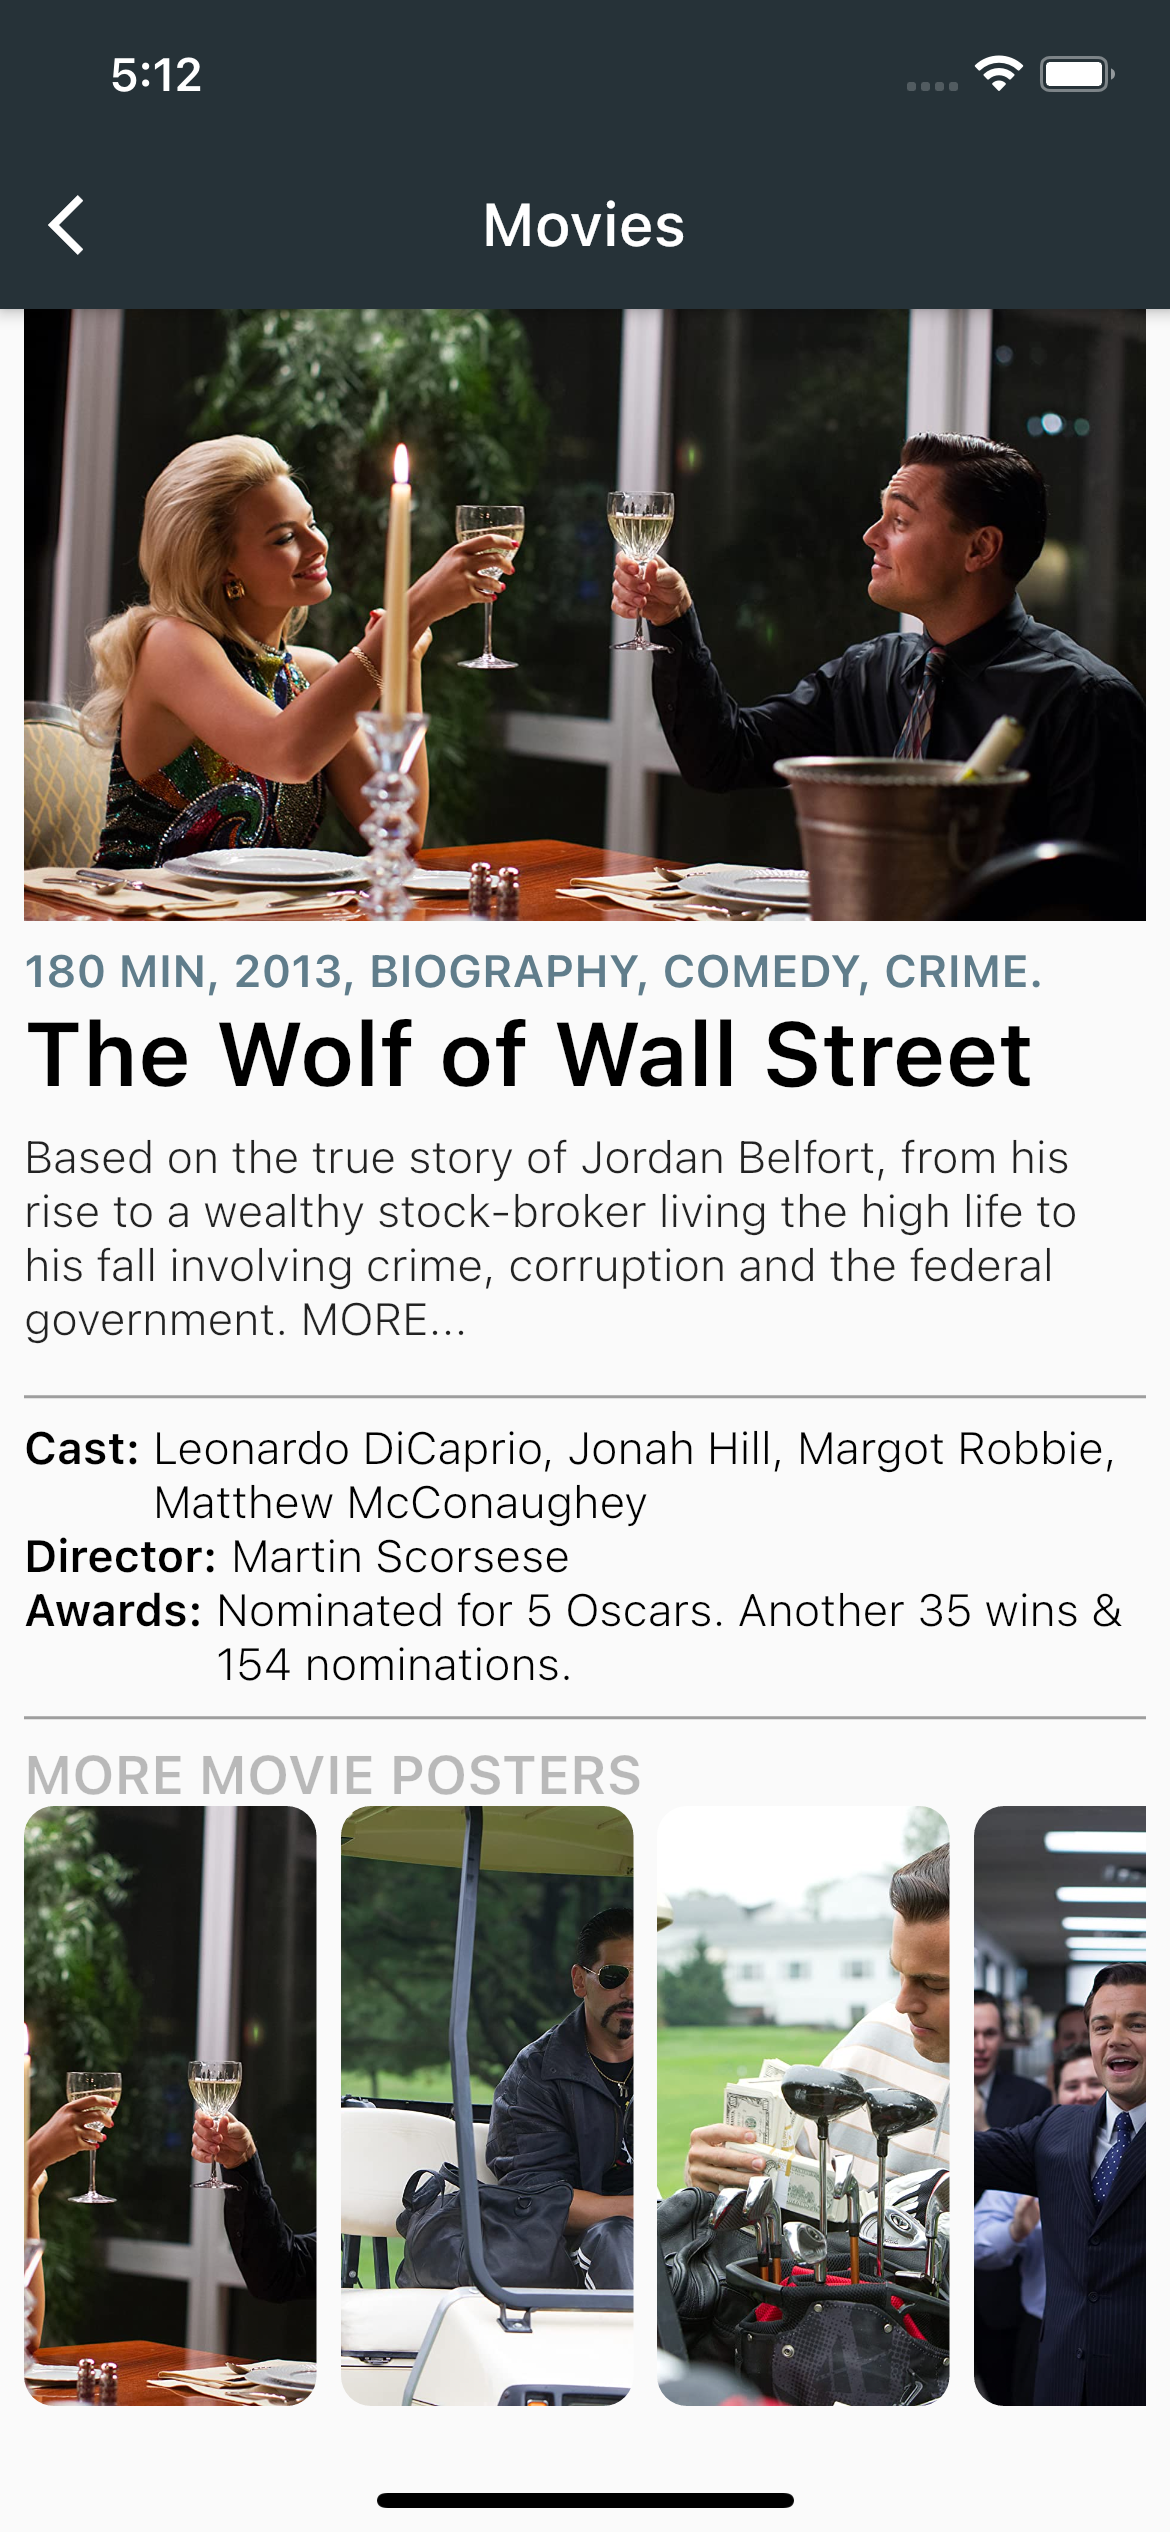 5:12
Movies
180 MIN, 2013, BIOGRAPHY, COMEDY, CRIME.
The Wolf of Wall Street
Based on the true story of Jordan Belfort, from his
rise to a wealthy stock-broker living the high life to
his fall involving crime, corruption and the federal
government. MORE...
Cast: Leonardo DiCaprio, Jonah Hill, Margot Robbie,
Matthew McConaughey
Director: Martin Scorsese
Awards: Nominated for 5 Oscars. Another 35 wins &
154 nominations.
MORE MOVIE POSTERS